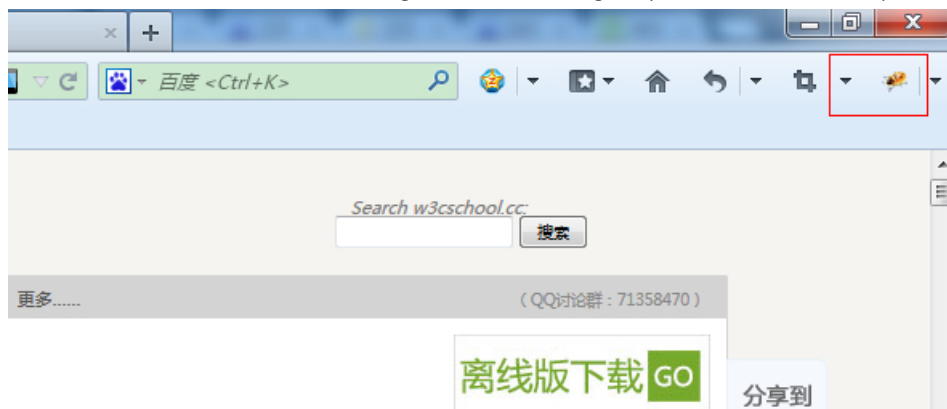 百度 <Ctrl+K>
Search w3cschool.cc:
搜索
更多......
( QQ讨论群 : 71358470 )
离线版下载 GO
分享到